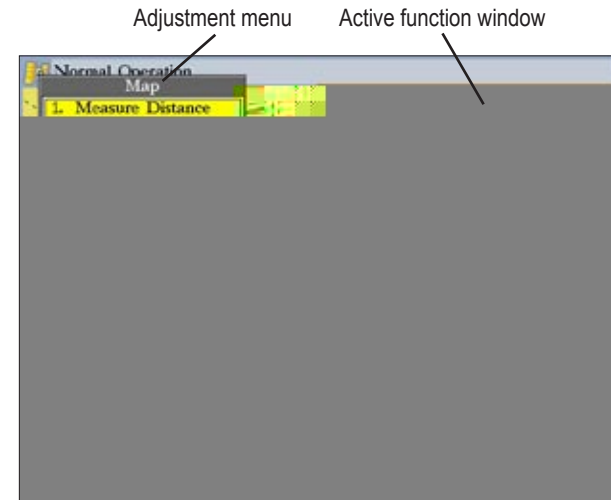 Adjustment menu Active function window
Normal Operation
Map
1. Measure Distance